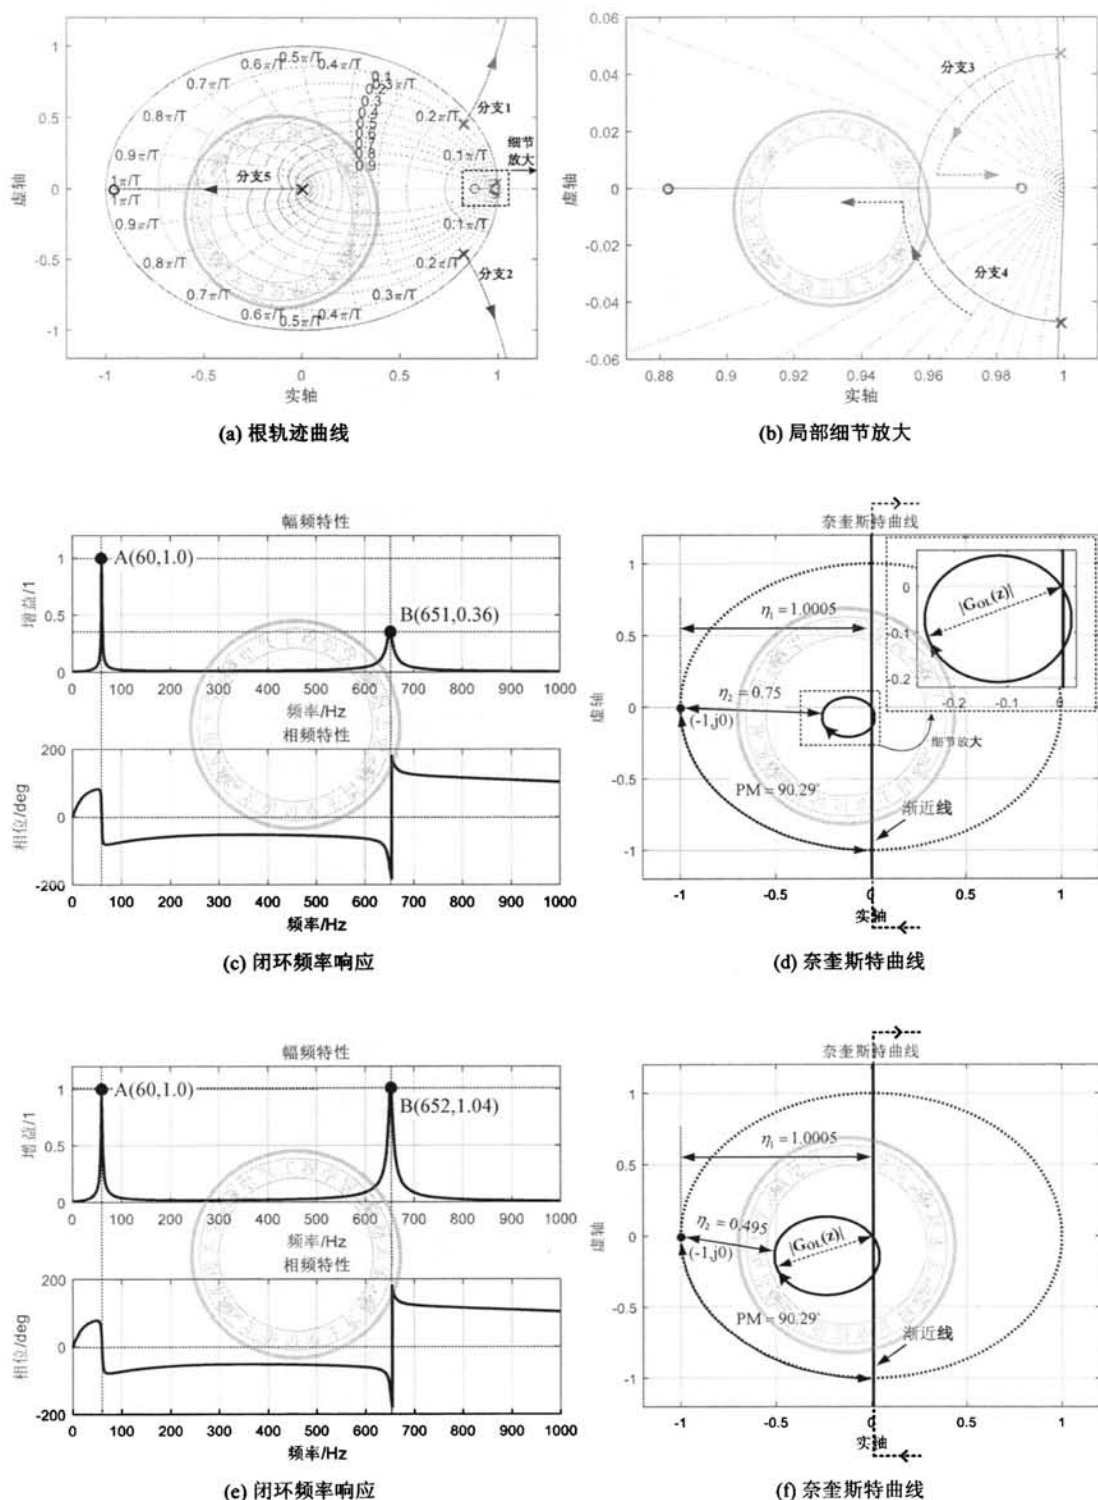 1
0.5
0
-0.5
-1
虚轴
0.5π/T
0.6π/T
0.4π/T
0.7π/T
0.3π/T
0.8π/T
0.2π/T
0.9π/T
0.1π/T
1π/T
1π/T
0.9π/T
0.1π/T
0.8π/T
0.2π/T
0.7π/T
0.3π/T
0.6π/T
0.4π/T
0.5π/T
0.1
0.2
0.3
0.4
0.5
0.6
0.7
0.8
0.9
分支1
分支5
细节
放大
分支2
-1
-0.5
0
0.5
1
实轴
(a) 根轨迹曲线
0.06
0.04
0.02
0
-0.02
-0.04
-0.06
虚轴
分支3
分支4
0.88
0.9
0.92
0.94
0.96
0.98
1
实轴
(b) 局部细节放大
幅频特性
增益/1
1
0.5
0
A(60,1.0)
B(651,0.36)
0 100 200 300 400 500 600 700 800 900 1000
频率/Hz
相频特性
相位/deg
200
0
-200
0 100 200 300 400 500 600 700 800 900 1000
频率/Hz
(c) 闭环频率响应
奈奎斯特曲线
虚轴
1
0.5
0
-0.5
-1
η₁ = 1.0005
η₂ = 0.75
(-1,j0)
PM = 90.29°
|G_OL(z)|
0
-0.1
-0.2
-0.2 -0.1 0
细节放大
渐近线
-1 -0.5 0 0.5 1
实轴
(d) 奈奎斯特曲线
幅频特性
增益/1
1
0.5
0
A(60,1.0)
B(652,1.04)
0 100 200 300 400 500 600 700 800 900 1000
频率/Hz
相频特性
相位/deg
200
0
-200
0 100 200 300 400 500 600 700 800 900 1000
频率/Hz
(e) 闭环频率响应
奈奎斯特曲线
虚轴
1
0.5
0
-0.5
-1
η₁ = 1.0005
η₂ = 0.495
(-1,j0)
|G_OL(z)|
PM = 90.29°
渐近线
-1 -0.5 0 0.5 1
实轴
(f) 奈奎斯特曲线